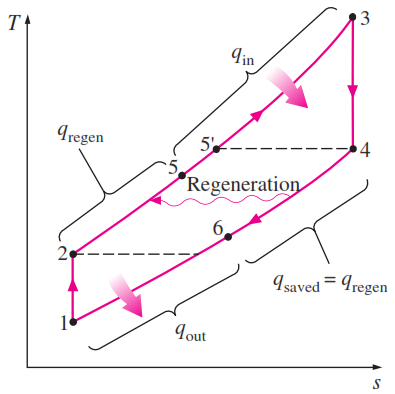 T
3
q_in
q_regen
5'
4
5
Regeneration
6
2
q_saved = q_regen
1
q_out
s